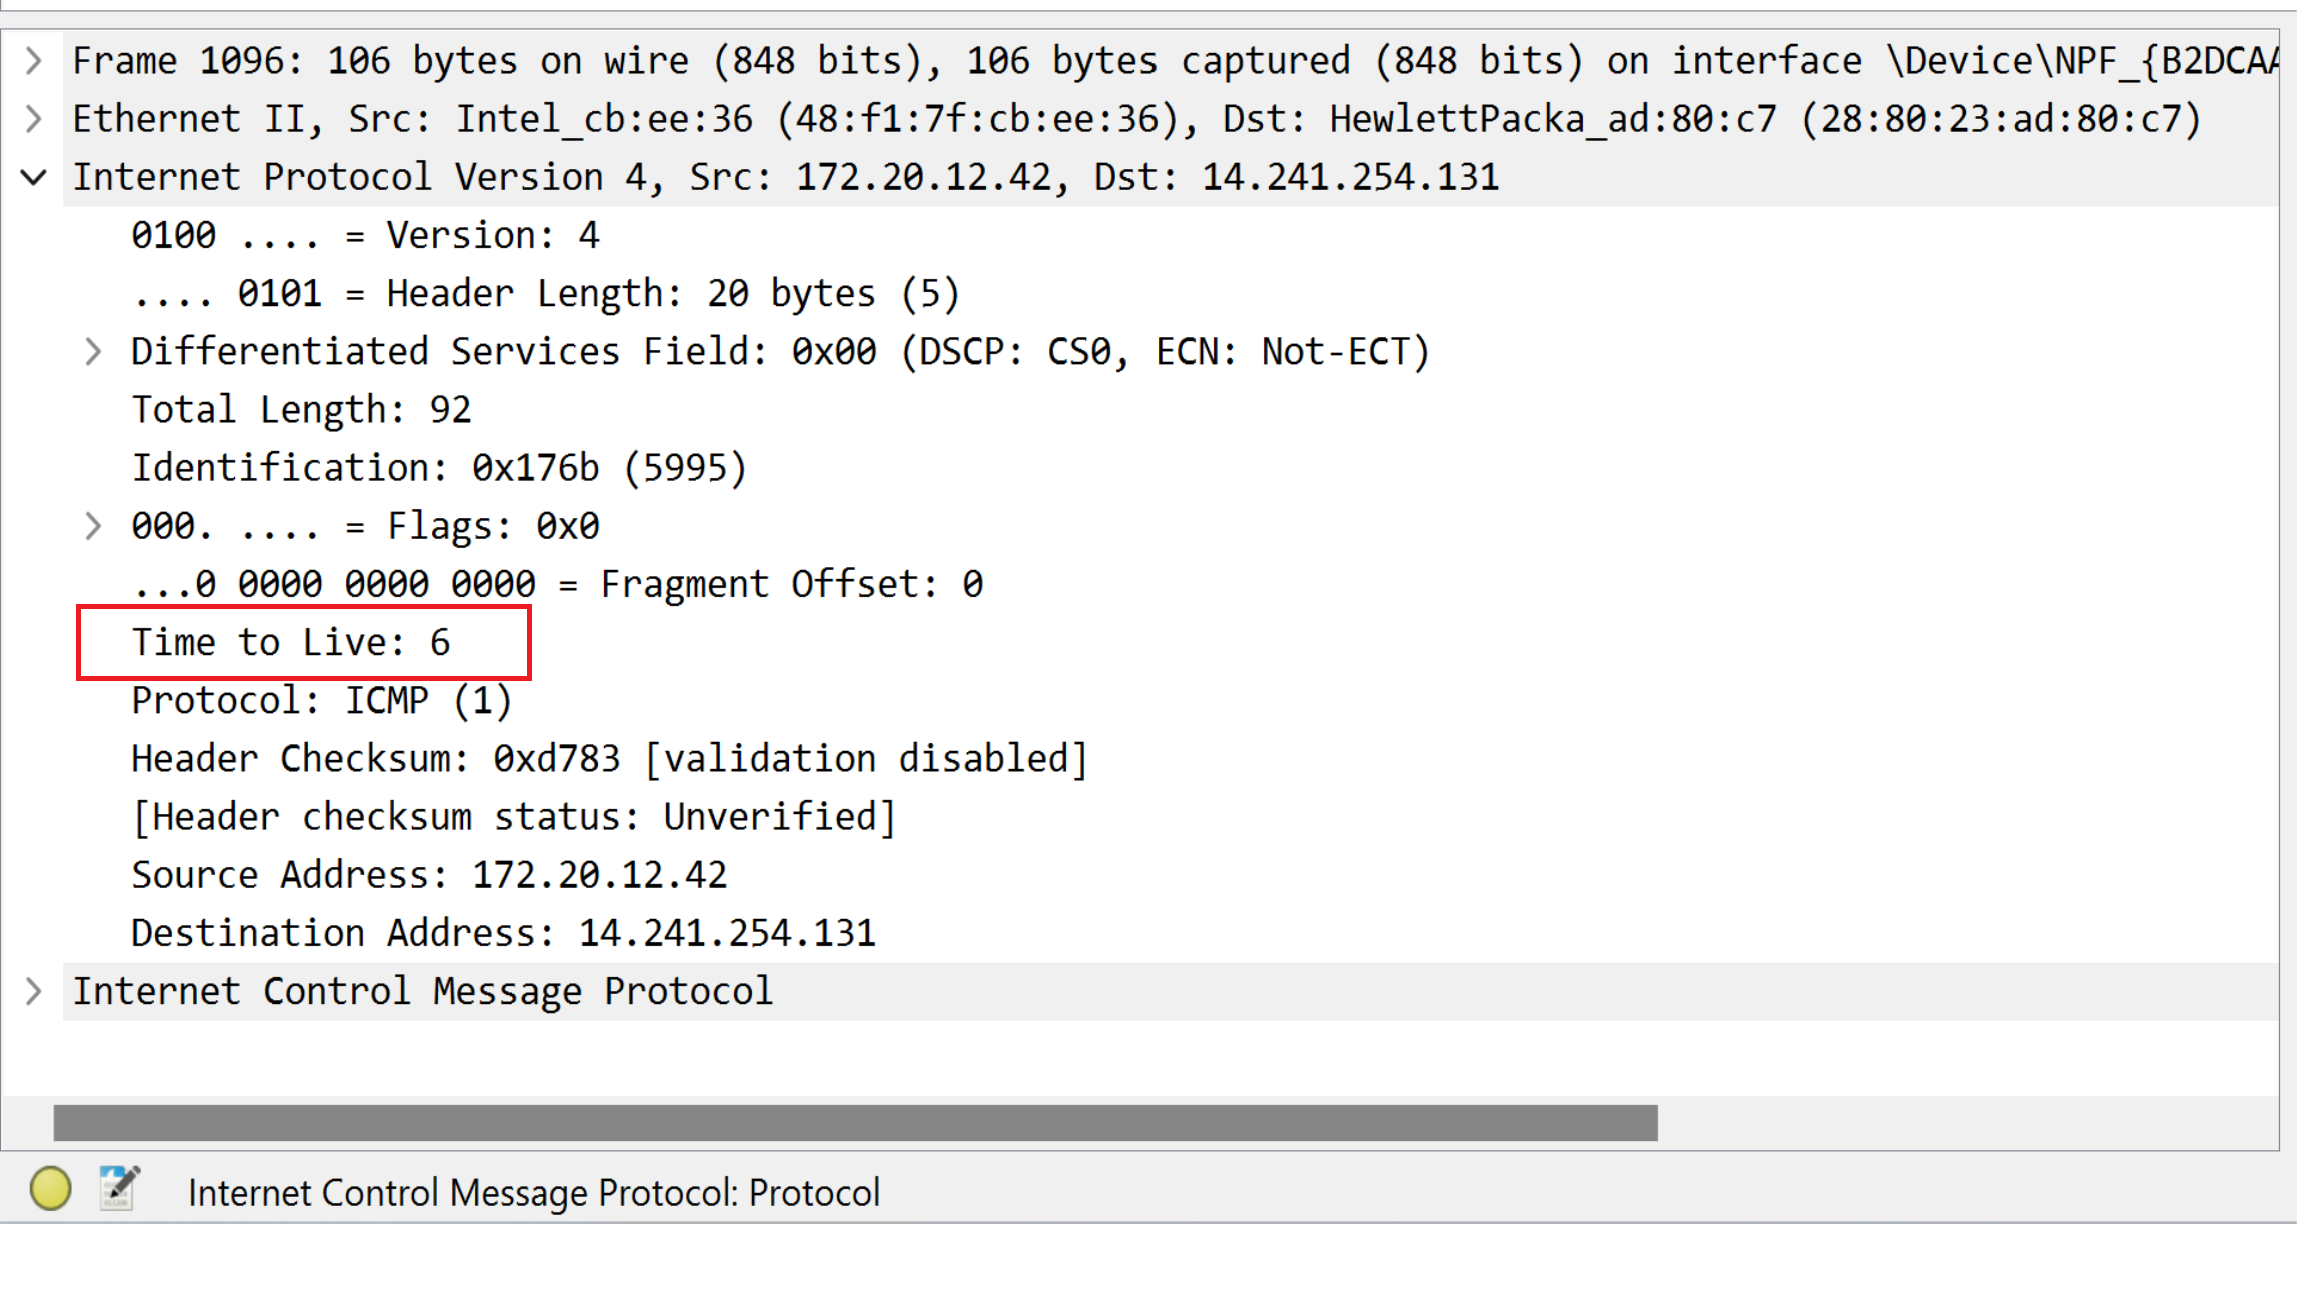 Frame 1096: 106 bytes on wire (848 bits), 106 bytes captured (848 bits) on interface \Device\NPF_{B2DCAA
Ethernet II, Src: Intel_cb:ee:36 (48:f1:7f:cb:ee:36), Dst: HewlettPacka_ad:80:c7 (28:80:23:ad:80:c7)
Internet Protocol Version 4, Src: 172.20.12.42, Dst: 14.241.254.131
0100 .... = Version: 4
.... 0101 = Header Length: 20 bytes (5)
Differentiated Services Field: 0x00 (DSCP: CS0, ECN: Not-ECT)
Total Length: 92
Identification: 0x176b (5995)
000. .... = Flags: 0x0
...0 0000 0000 0000 = Fragment Offset: 0
Time to Live: 6
Protocol: ICMP (1)
Header Checksum: 0xd783 [validation disabled]
[Header checksum status: Unverified]
Source Address: 172.20.12.42
Destination Address: 14.241.254.131
Internet Control Message Protocol
Internet Control Message Protocol: Protocol